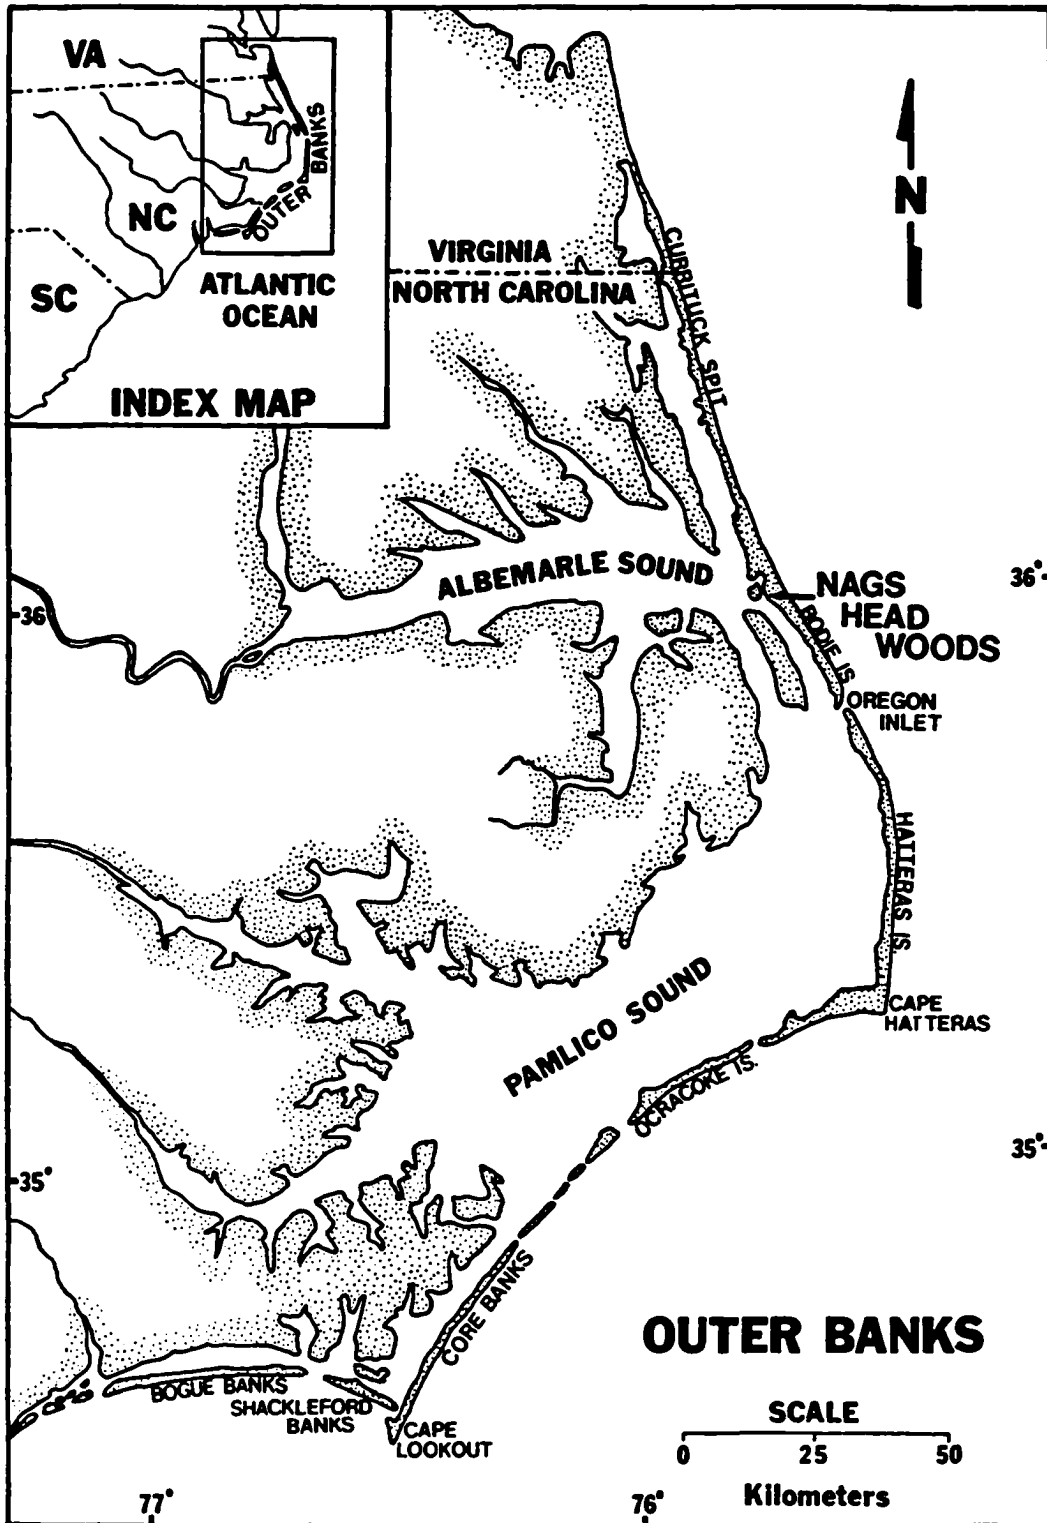 VA
NC
SC
OUTER
BANKS
ATLANTIC
OCEAN
INDEX MAP
N
VIRGINIA
NORTH CAROLINA
CURRITUCK SPIT
ALBEMARLE SOUND
36°
36
NAGS
HEAD
WOODS
BODIE IS.
OREGON
INLET
HATTERAS IS.
CAPE
HATTERAS
PAMLICO SOUND
OCRACOKE IS.
35°
35°
CORE BANKS
BOGUE BANKS
SHACKLEFORD
BANKS
CAPE
LOOKOUT
OUTER BANKS
SCALE
0 25 50
Kilometers
77°
76°